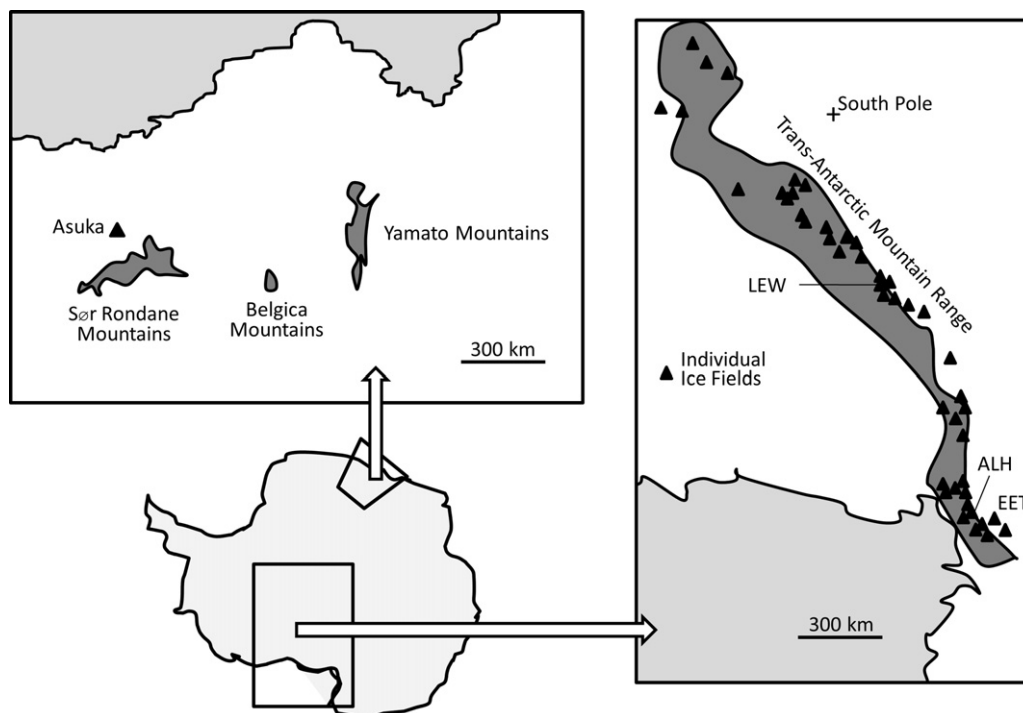 Asuka
Sør Rondane
Mountains
Belgica
Mountains
Yamato Mountains
300 km
South Pole
Trans-Antarctic Mountain Range
LEW
Individual
Ice Fields
ALH
EET
300 km